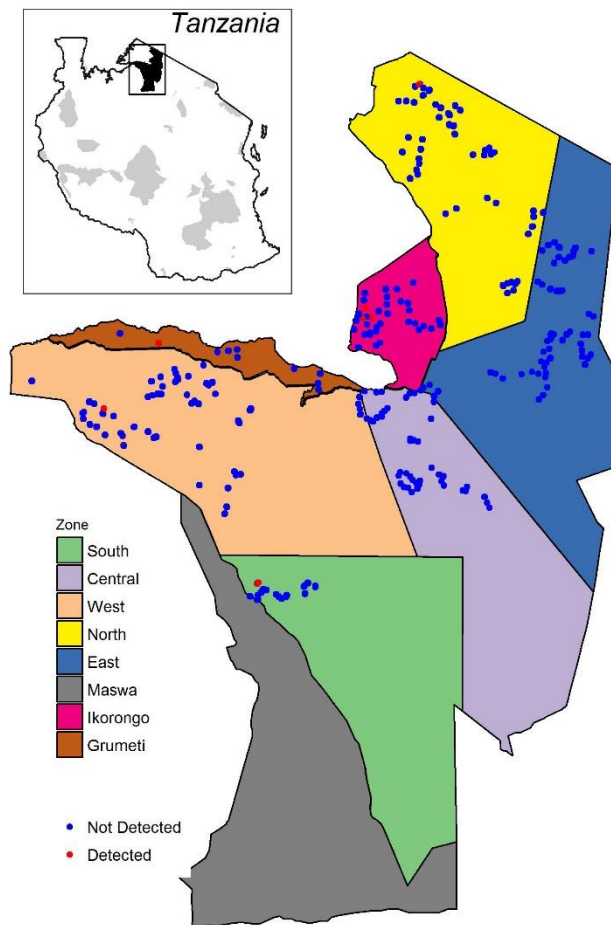 Tanzania
Zone
South
Central
West
North
East
Maswa
Ikorongo
Grumeti
Not Detected
Detected